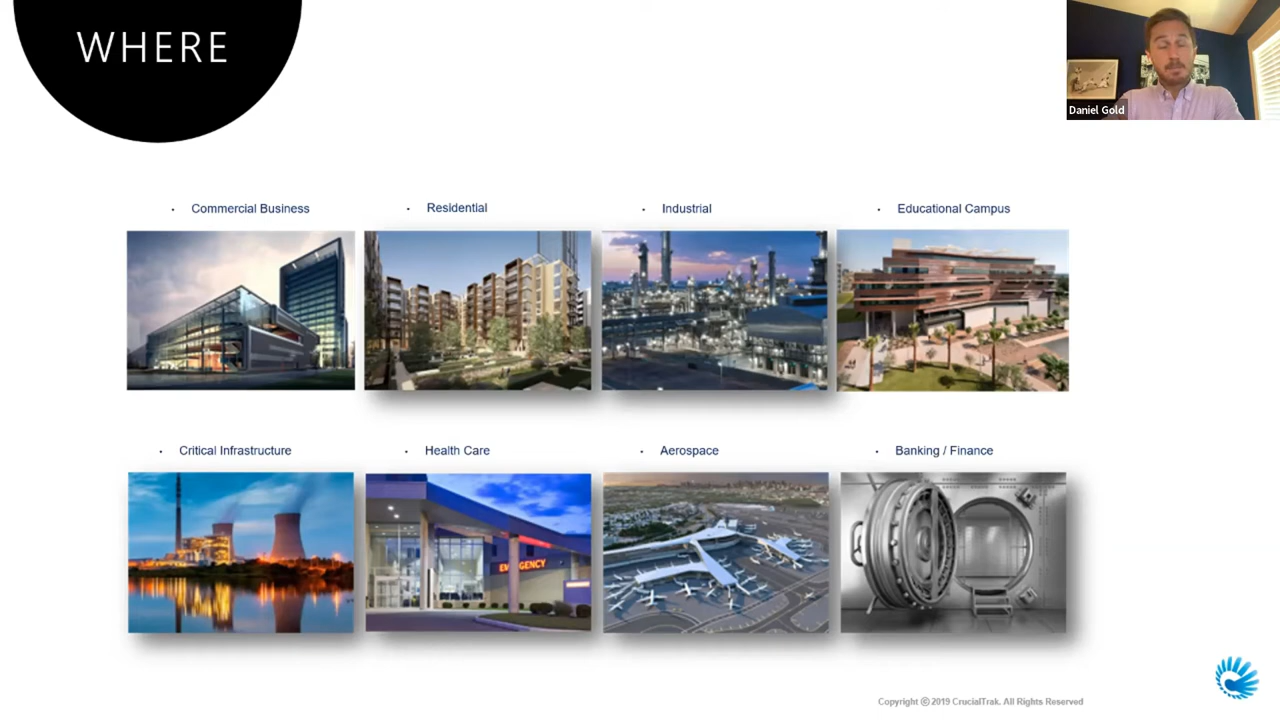 WHERE
Daniel Gold
• Commercial Business
• Residential
• Industrial
• Educational Campus
• Critical Infrastructure
• Health Care
• Aerospace
• Banking / Finance
EMERGENCY
Copyright ⓒ 2019 CrucialTrak. All Rights Reserved